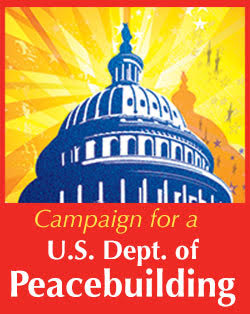 Campaign for a
U.S. Dept. of
Peacebuilding